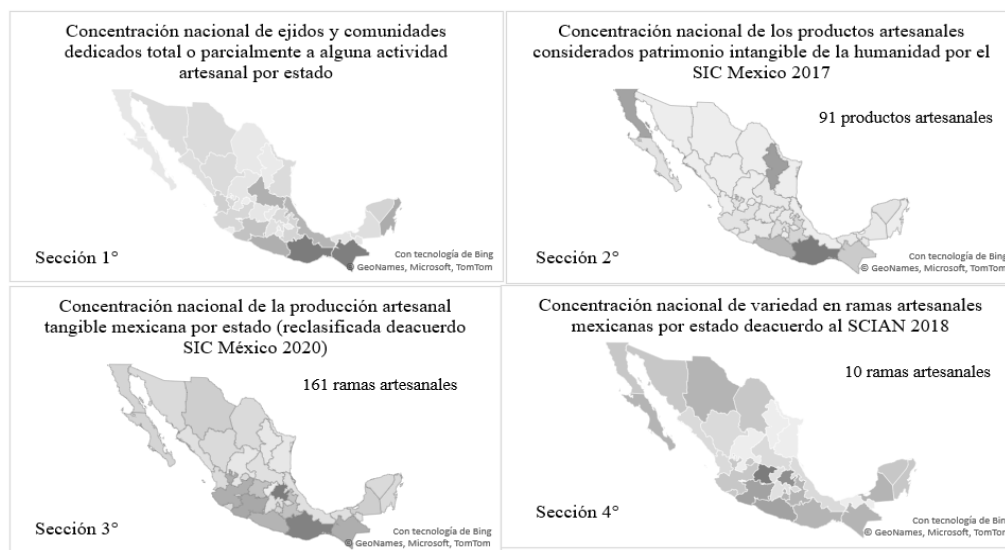 Concentración nacional de ejidos y comunidades
dedicados total o parcialmente a alguna actividad
artesanal por estado
Sección 1°
Con tecnología de Bing
© GeoNames, Microsoft, TomTom
Concentración nacional de los productos artesanales
considerados patrimonio intangible de la humanidad por el
SIC Mexico 2017
91 productos artesanales
Sección 2°
Con tecnología de Bing
© GeoNames, Microsoft, TomTom
Concentración nacional de la producción artesanal
tangible mexicana por estado (reclasificada deacuerdo
SIC México 2020)
161 ramas artesanales
Sección 3°
Con tecnología de Bing
© GeoNames, Microsoft, TomTom
Concentración nacional de variedad en ramas artesanales
mexicanas por estado deacuerdo al SCIAN 2018
10 ramas artesanales
Sección 4°
Con tecnología de Bing
© GeoNames, Microsoft, TomTom